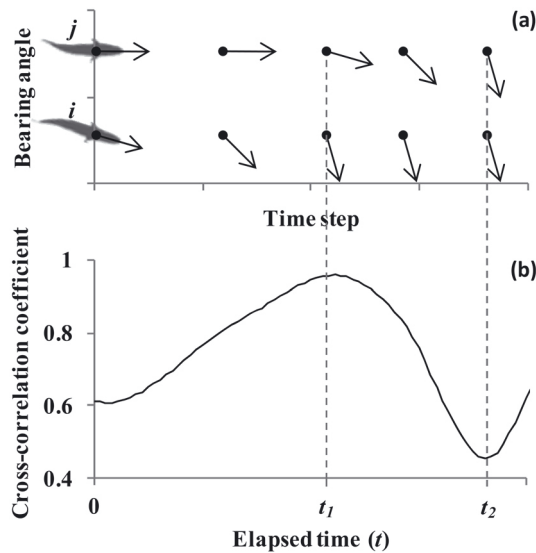 (a)
Bearing angle
j
i
Time step
(b)
Cross-correlation coefficient
1
0.8
0.6
0.4
0
t1
t2
Elapsed time (t)